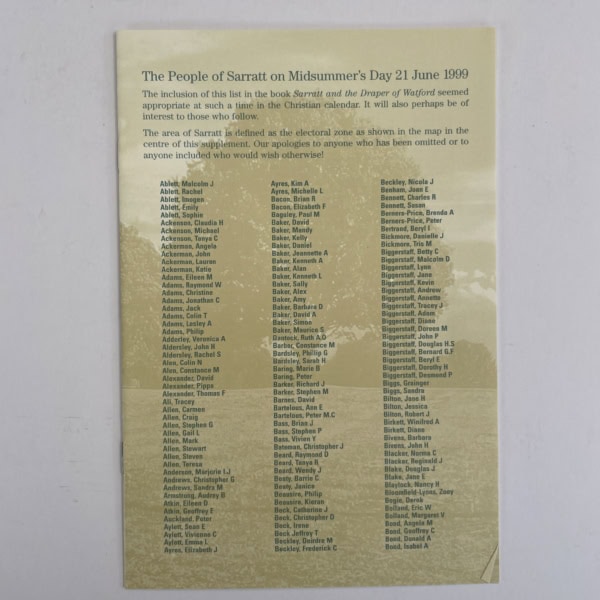 The People of Sarratt on Midsummer's Day 21 June 1999
The inclusion of this list in the book Sarratt and the Draper of Watford seemed
appropriate at such a time in the Christian calendar. It will also perhaps be of
interest to those who follow.
The area of Sarratt is defined as the electoral zone as shown in the map in the
centre of this supplement. Our apologies to anyone who has been omitted or to
anyone included who would wish otherwise!
Ablett, Malcolm J
Ablett, Rachel
Ablett, Imogen
Ablett, Emily
Ablett, Sophie
Ackenson, Claudia H
Ackenson, Michael
Ackenson, Tanya C
Ackerman, Angela
Ackerman, John
Ackerman, Lauren
Ackerman, Katie
Adams, Eileen M
Adams, Raymond W
Adams, Christine
Adams, Jonathan C
Adams, Jack
Adams, Colin T
Adams, Lesley A
Adams, Philip
Adderley, Veronica A
Aldersley, John H
Aldersley, Rachel S
Alen, Colin N
Alen, Constance M
Alexander, David
Alexander, Pippa
Alexander, Thomas F
Ali, Tracey
Allen, Carmen
Allen, Craig
Allen, Stephen G
Allen, Gail L
Allen, Mark
Allen, Stewart
Allen, Steven
Allen, Teresa
Anderson, Marjorie
Andrews, Christopher G
Andrews, Sandra M
Armstrong, Audrey B
Atkin, Eileen D
Atkin, Geoffrey E
Auckland, Peter
Aylett, Sean E
Aylett, Vivienne C
Aylett, Emma L
Ayres, Elizabeth J
Ayres, Kim A
Ayres, Michelle L
Bacon, Brian R
Bacon, Elizabeth F
Bagsley, Paul M
Baker, David
Baker, Mandy
Baker, Kelly
Baker, Daniel
Baker, Jeannette A
Baker, Kenneth A
Baker, Alan
Baker, Kenneth L
Baker, Sally
Baker, Alex
Baker, Amy
Baker, Barbara D
Baker, David A
Baker, Simon
Baker, Maurice S
Bantock, Ruth A D
Barber, Constance M
Bardsley, Phillip G
Bardsley, Sarah H
Baring, Marie B
Baring, Peter
Barker, Richard J
Barker, Stephen M
Barnes, David
Bartelous, Ann E
Bartelous, Peter M.C
Bass, Brian J
Bass, Stephen P
Bass, Vivien Y
Bateman, Christopher J
Beard, Raymond D
Beard, Tanya R
Beard, Wendy J
Beaty, Barrie C
Beaty, Janice
Beausire, Philip
Beausire, Kieran
Beck, Catherine J
Beck, Christopher D
Beck, Irene
Beck Jeffrey T
Beckley, Deirdre M
Beckley, Frederick C
Beckley, Nicola J
Benham, Joan E
Bennett, Charles R
Bennett, Susan
Berners-Price, Brenda A
Berners-Price, Peter
Bertrand, Beryl I
Bickmore, Danielle J
Bickmore, Tris M
Biggerstaff, Betty C
Biggerstaff, Malcolm D
Biggerstaff, Lynn
Biggerstaff, Jane
Biggerstaff, Kevin
Biggerstaff, Andrew
Biggerstaff, Annette
Biggerstaff, Tracey J
Biggerstaff, Adam
Biggerstaff, Diane
Biggerstaff, Doreen M
Biggerstaff, John P
Biggerstaff, Douglas H.S
Biggerstaff, Bernard G.F
Biggerstaff, Beryl E
Biggerstaff, Dorothy H
Biggerstaff, Desmond P
Biggs, Grainger
Biggs, Sandra
Bilton, Jane H
Bilton, Jessica
Bilton, Robert J
Birkett, Winifred A
Birkett, Diane
Bivens, Barbara
Bivens, John H
Blacker, Norma C
Blacker, Reginald J
Blake, Douglas J
Blake, Jane E
Blaylock, Nancy H
Bloomfield-Lyons, Zoey
Bogin, Derek
Bolland, Eric W
Bolland, Margaret V
Bond, Angela M
Bond, Geoffrey C
Bond, Donald A
Bond, Isabel A